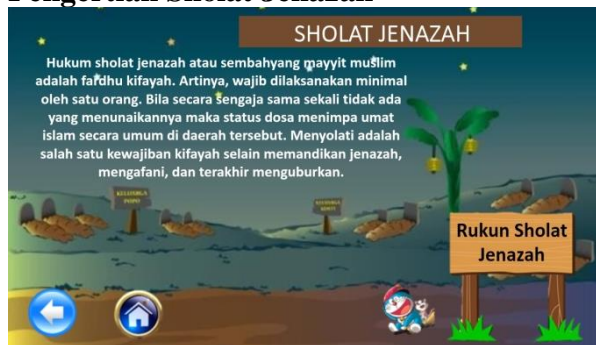 Pengertian Sholat Jenazah
SHOLAT JENAZAH
Hukum sholat jenazah atau sembahyang mayyit muslim
adalah fardhu kifayah. Artinya, wajib dilaksanakan minimal
oleh satu orang. Bila secara sengaja sama sekali tidak ada
yang menunaikannya maka status dosa menimpa umat
islam secara umum di daerah tersebut. Menyolati adalah
salah satu kewajiban kifayah selain memandikan jenazah,
mengafani, dan terakhir menguburkan.
KELUARGA
POPO
Rukun Sholat
Jenazah